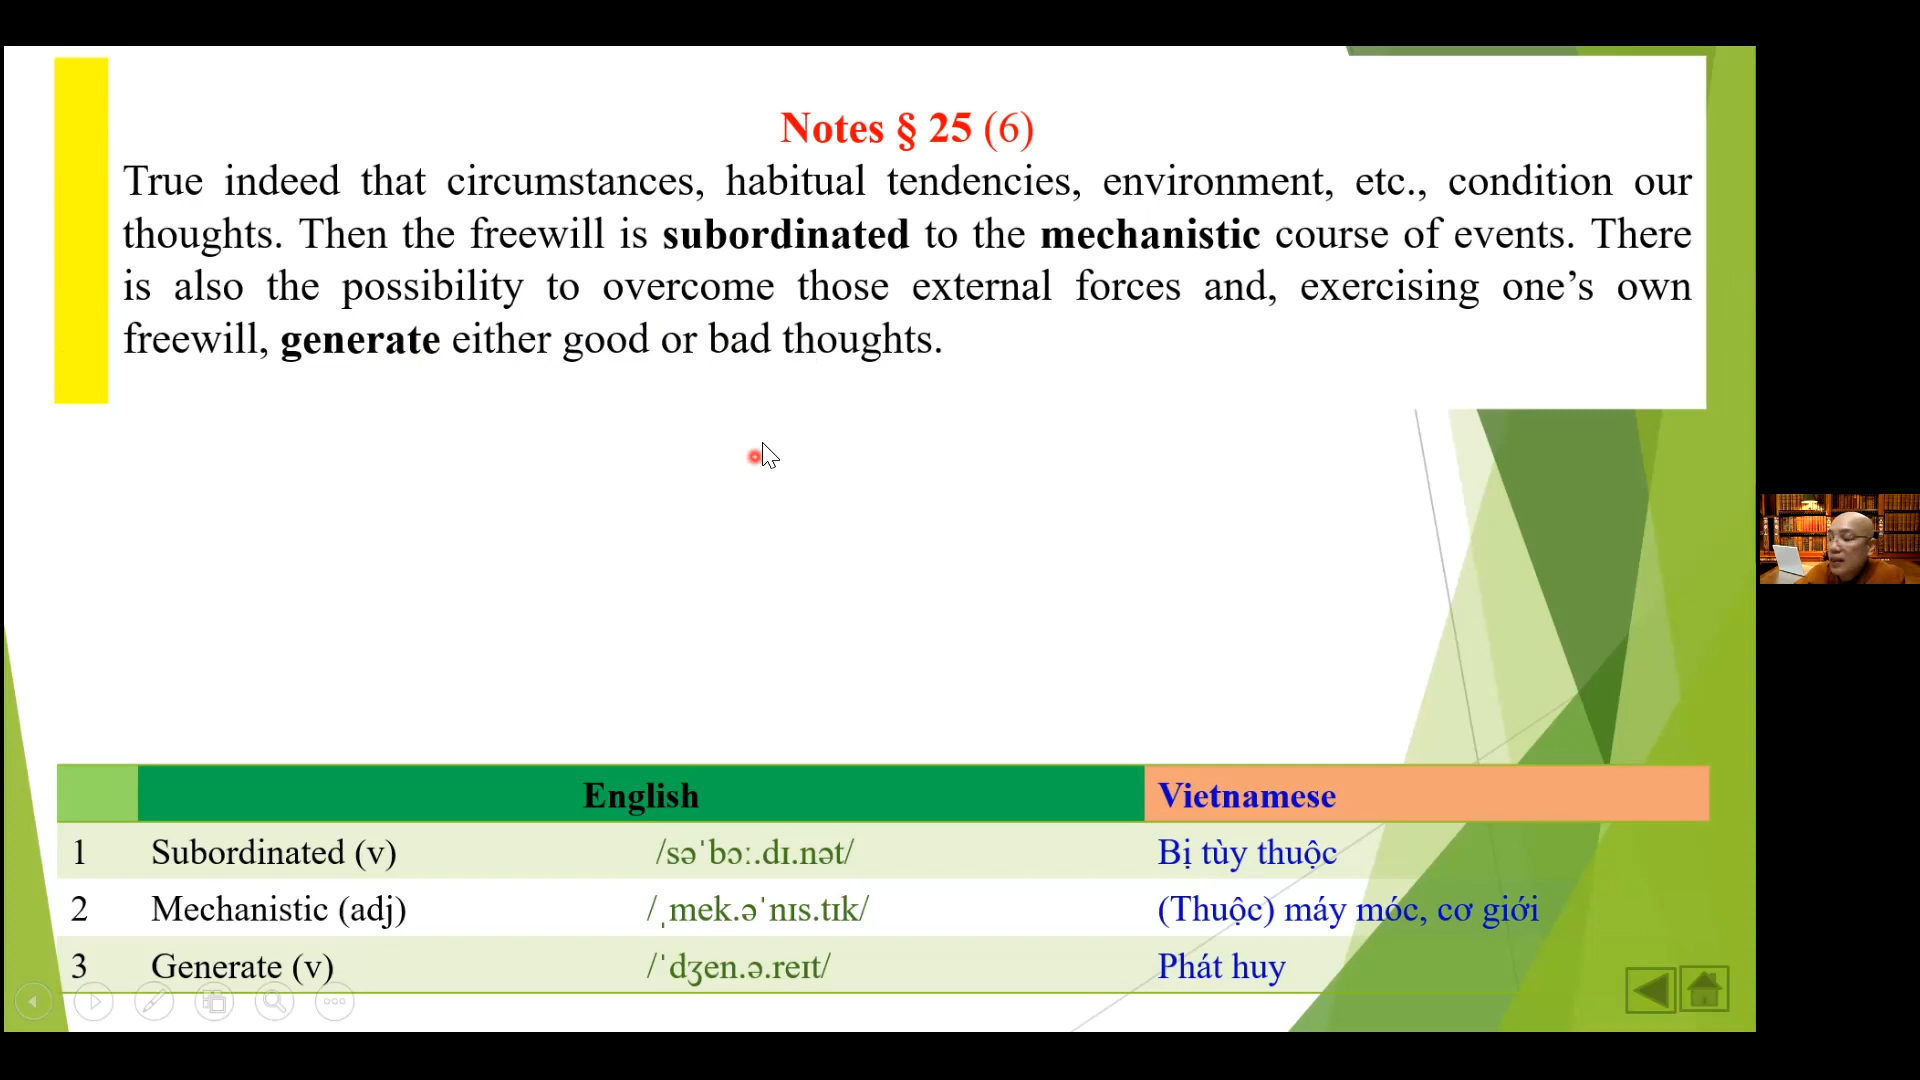 Notes § 25 (6)
True indeed that circumstances, habitual tendencies, environment, etc., condition our
thoughts. Then the freewill is subordinated to the mechanistic course of events. There
is also the possibility to overcome those external forces and, exercising one’s own
freewill, generate either good or bad thoughts.
English Vietnamese
1 Subordinated (v) /səˈbɔː.dɪ.nət/ Bị tùy thuộc
2 Mechanistic (adj) /ˌmek.əˈnɪs.tɪk/ (Thuộc) máy móc, cơ giới
3 Generate (v) /ˈdʒen.ə.reɪt/ Phát huy